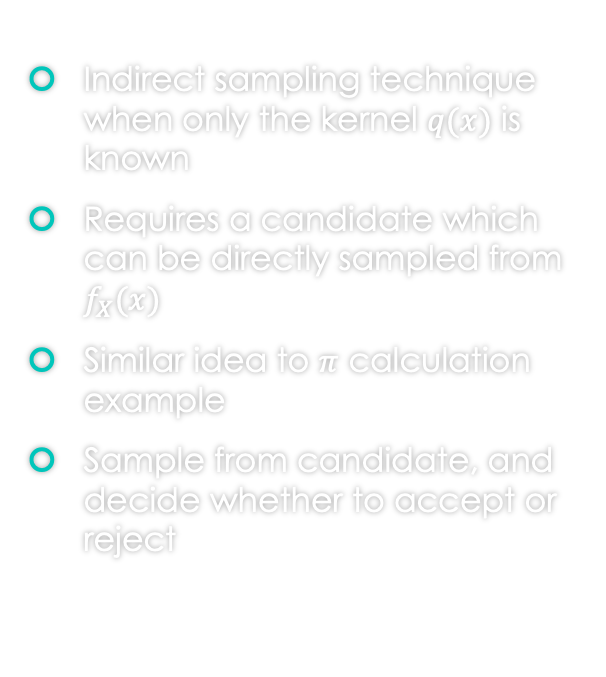 Indirect sampling technique
when only the kernel q(x) is
known
Requires a candidate which
can be directly sampled from
f_X(x)
Similar idea to π calculation
example
Sample from candidate, and
decide whether to accept or
reject